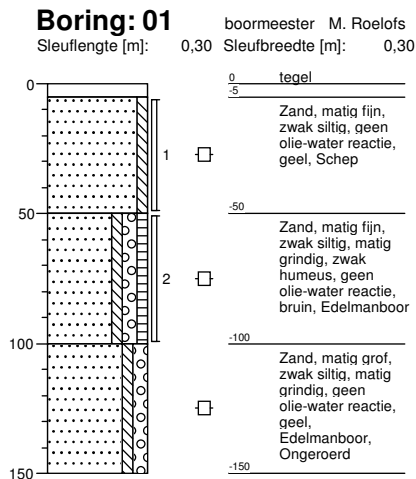 Boring: 01 boormeester M. Roelofs
Sleuflengte [m]: 0,30 Sleufbreedte [m]: 0,30
0 0 tegel
-5
Zand, matig fijn,
zwak siltig, geen
olie-water reactie,
geel, Schep
1
50 -50
Zand, matig fijn,
zwak siltig, matig
grindig, zwak
humeus, geen
olie-water reactie,
bruin, Edelmanboor
2
100 -100
Zand, matig grof,
zwak siltig, matig
grindig, geen
olie-water reactie,
geel,
Edelmanboor,
Ongeroerd
150 -150